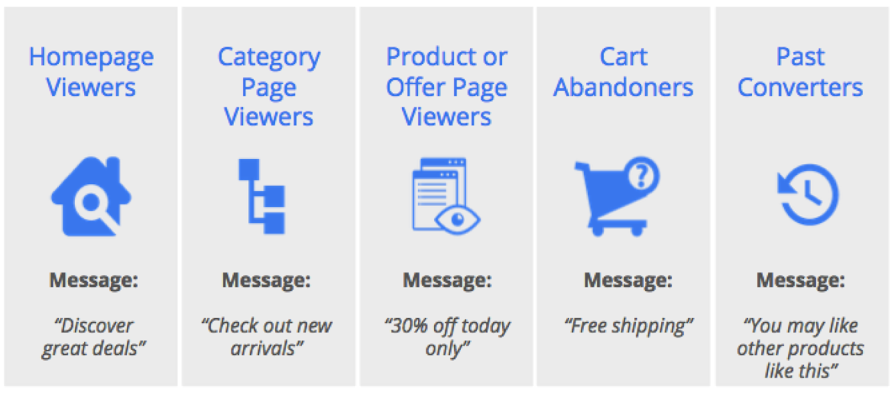 Homepage
Viewers
Message:
“Discover
great deals”
Category
Page
Viewers
Message:
“Check out new
arrivals”
Product or
Offer Page
Viewers
Message:
“30% off today
only”
Cart
Abandoners
?
Message:
“Free shipping”
Past
Converters
Message:
“You may like
other products
like this”